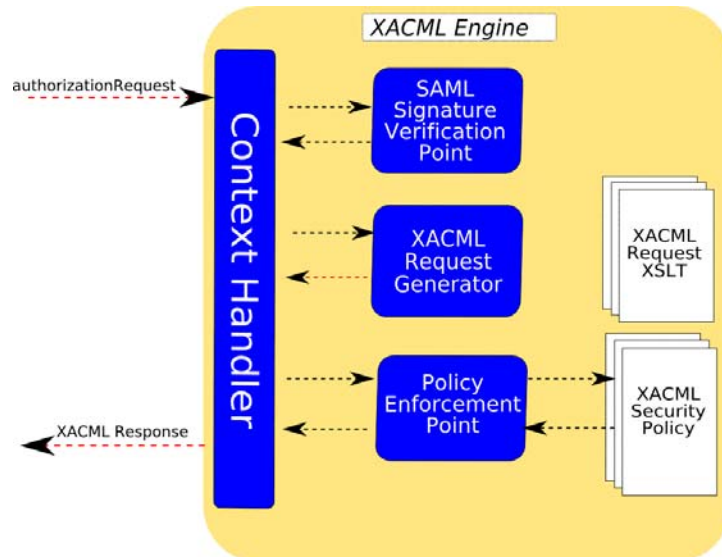 XACML Engine
authorizationRequest
Context Handler
SAML
Signature
Verification
Point
XACML
Request
Generator
XACML
Request
XSLT
Policy
Enforcement
Point
XACML
Security
Policy
XACML Response